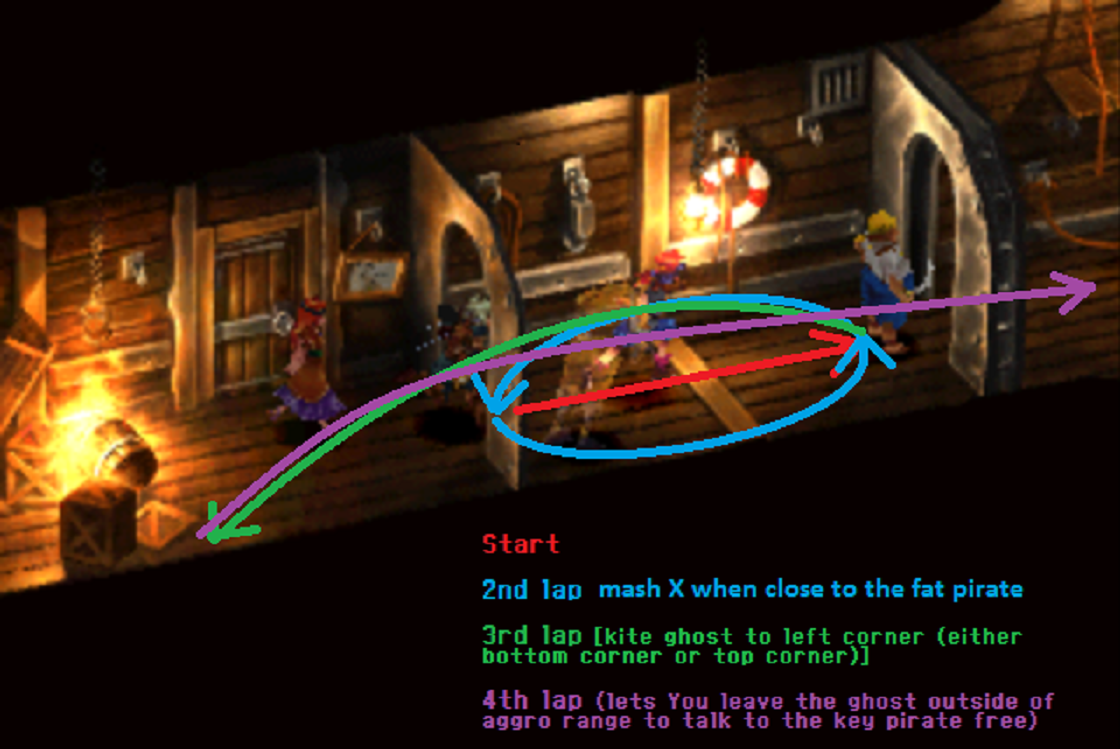 Start
2nd lap mash X when close to the fat pirate
3rd lap [kite ghost to left corner (either
bottom corner or top corner)]
4th lap (lets You leave the ghost outside of
aggro range to talk to the key pirate free)